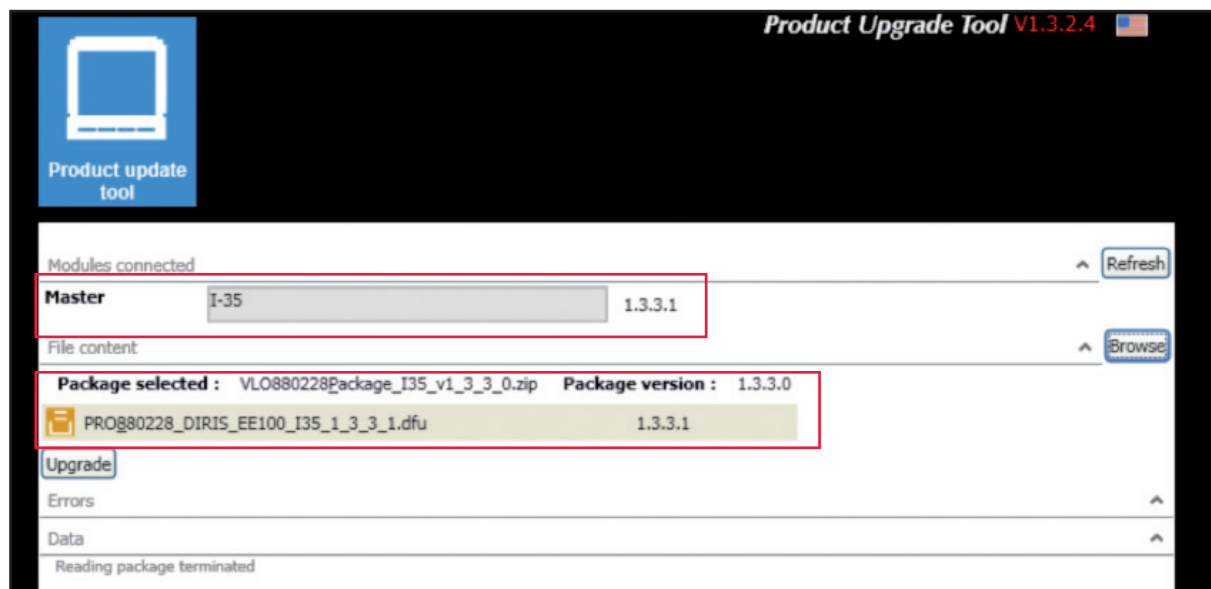 Product Upgrade Tool V1.3.2.4
Product update
tool
Modules connected
Refresh
Master I-35 1.3.3.1
File content
Browse
Package selected : VLO880228Package_I35_v1_3_3_0.zip Package version : 1.3.3.0
PRO880228_DIRIS_EE100_I35_1_3_3_1.dfu 1.3.3.1
Upgrade
Errors
Data
Reading package terminated